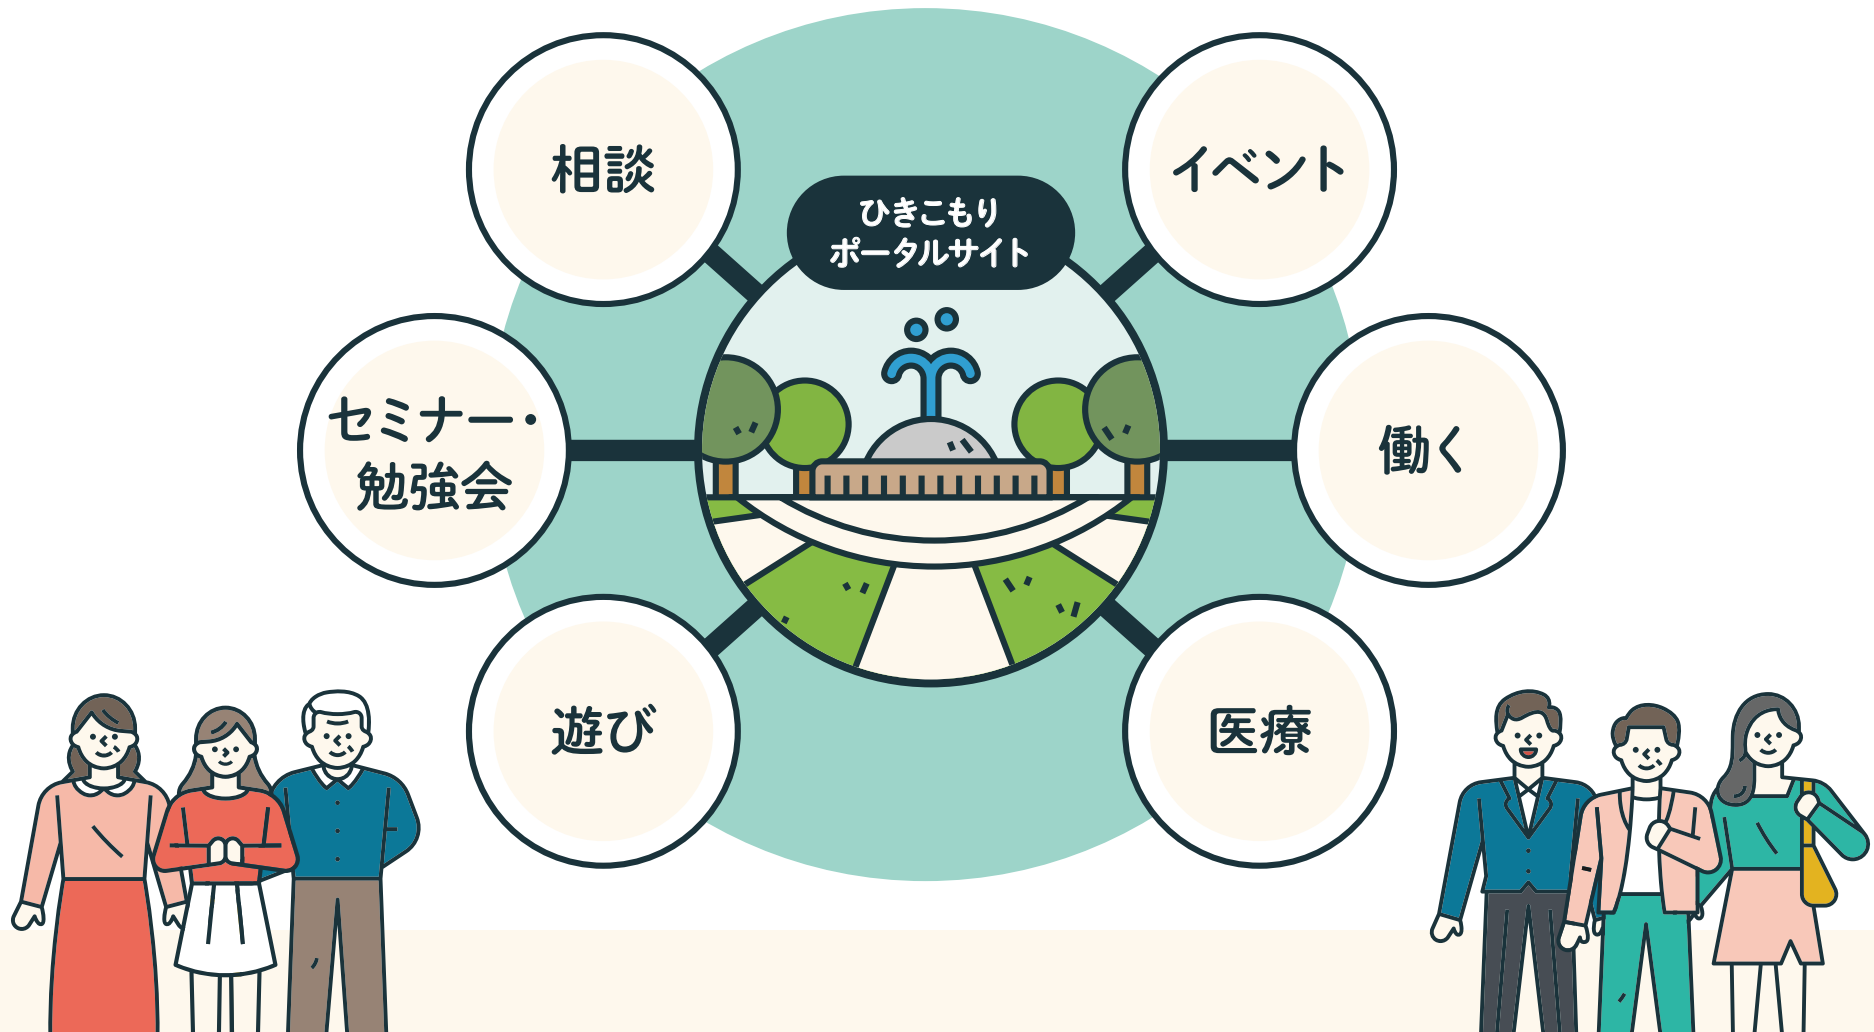 相談
イベント
ひきこもり
ポータルサイト
セミナー・
勉強会
働く
遊び
医療